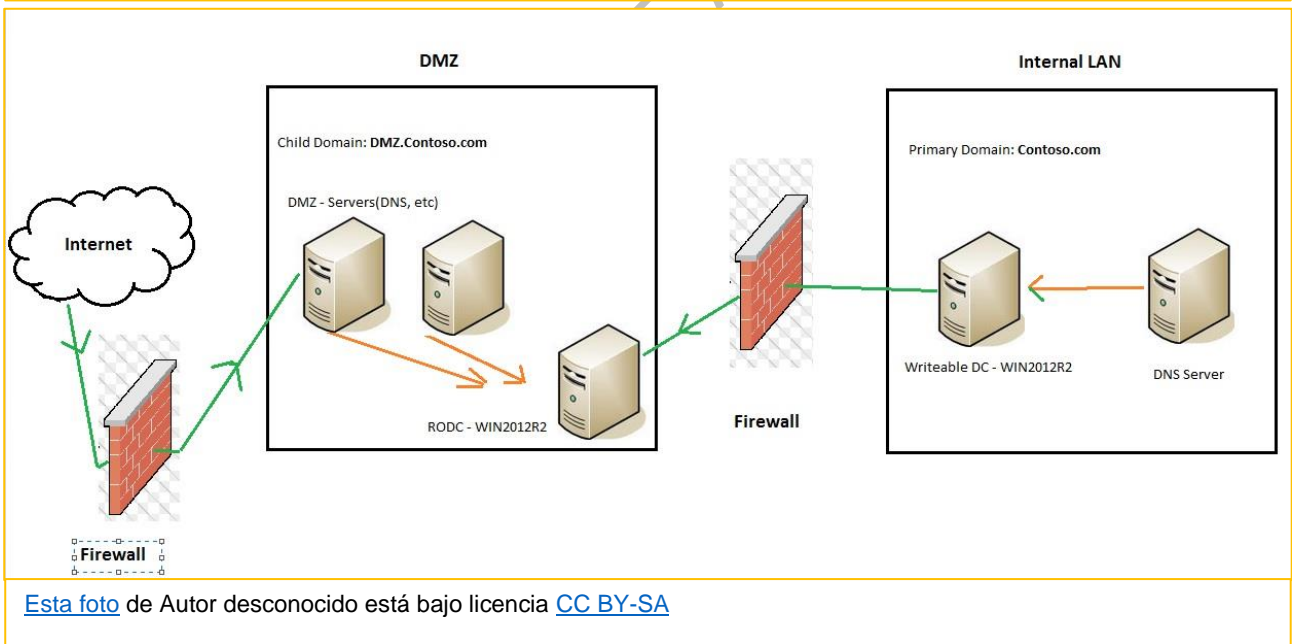 DMZ
Internal LAN
Child Domain: DMZ.Contoso.com
Primary Domain: Contoso.com
DMZ - Servers(DNS, etc)
Internet
Writeable DC - WIN2012R2
DNS Server
RODC - WIN2012R2
Firewall
Firewall
Esta foto de Autor desconocido está bajo licencia CC BY-SA